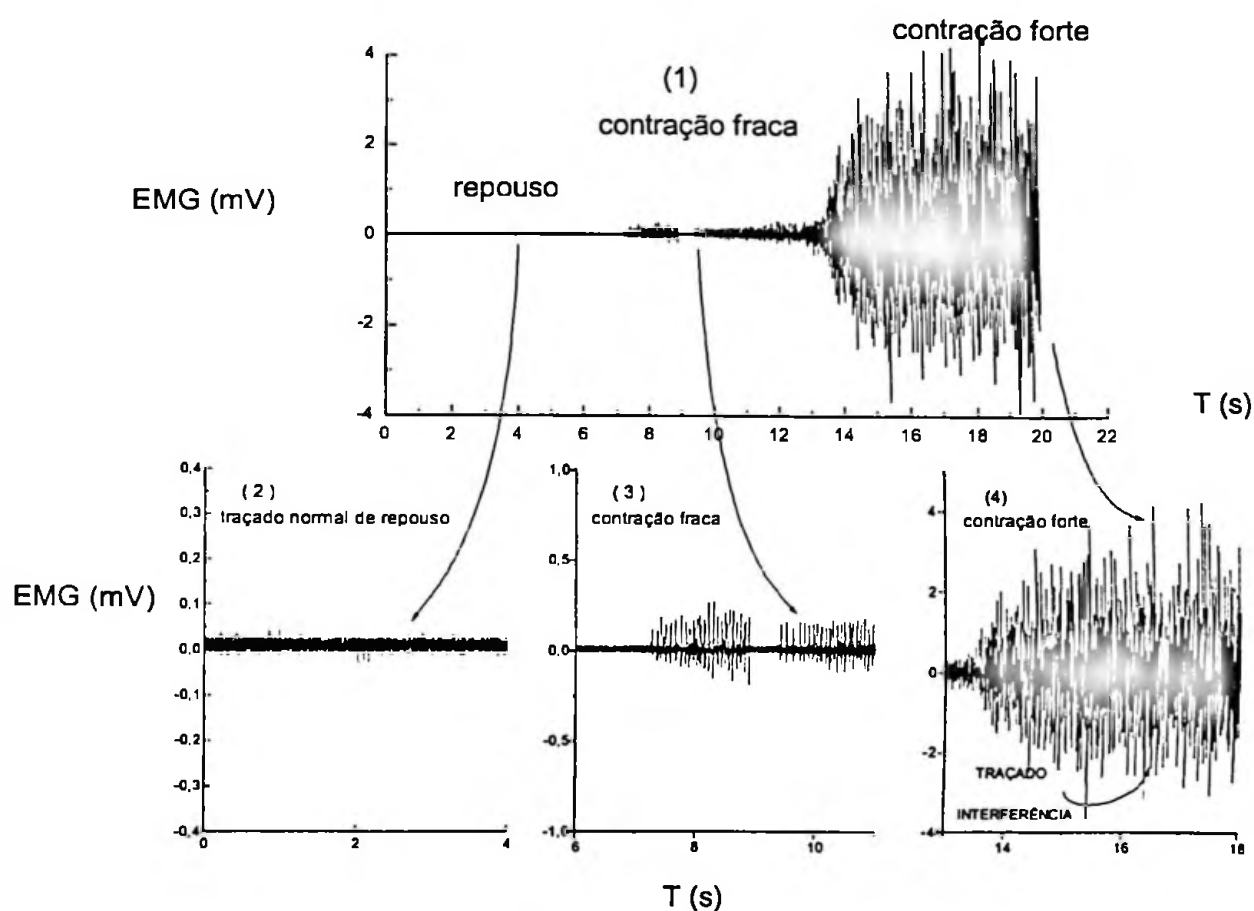 contração forte
4
(1)
contração fraca
2
EMG (mV)
repouso
0
-2
-4
T (s)
0 2 4 6 8 10 12 14 16 18 20 22
0,4
0,3
0,2
0,1
0,0
-0,1
-0,2
-0,3
-0,4
( 2 )
traçado normal de repouso
EMG (mV)
0 2 4
1,0
0,5
0,0
-0,5
-1,0
( 3 )
contração fraca
6 8 10
T (s)
4
2
0
-2
-4
(4)
contração forte
TRAÇADO
INTERFERÊNCIA
14 16 18